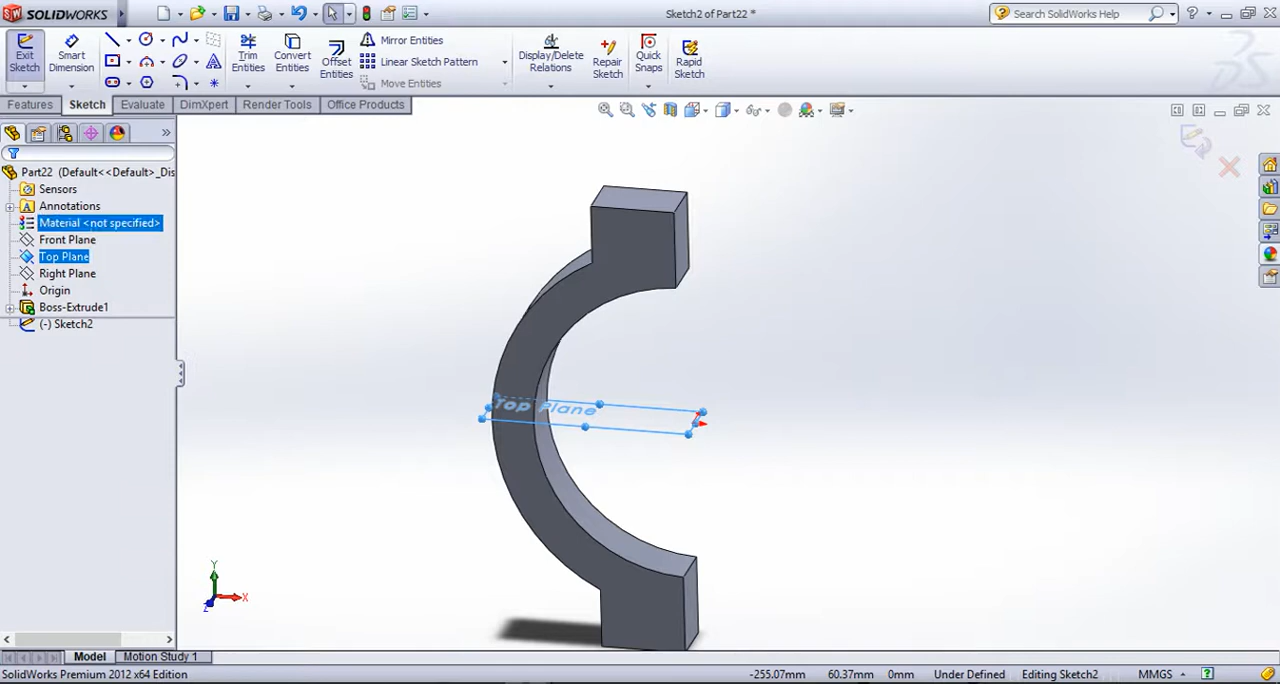 SOLIDWORKS
Sketch2 of Part22 *
Search SolidWorks Help
Exit Sketch
Smart Dimension
Trim Entities
Convert Entities
Offset Entities
Mirror Entities
Linear Sketch Pattern
Move Entities
Display/Delete Relations
Repair Sketch
Quick Snaps
Rapid Sketch
Features
Sketch
Evaluate
DimXpert
Render Tools
Office Products
Part22 (Default<<Default>_Dis
Sensors
Annotations
Material <not specified>
Front Plane
Top Plane
Right Plane
Origin
Boss-Extrude1
(-) Sketch2
Top Plane
Y
X
Z
Model
Motion Study 1
SolidWorks Premium 2012 x64 Edition
-255.07mm
60.37mm
0mm
Under Defined
Editing Sketch2
MMGS